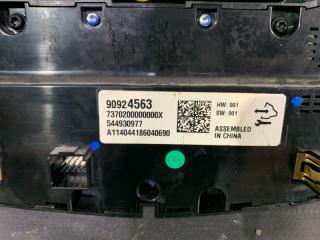 90924563
7370200000000X
544930977
A114044186040690
HW: 001
SW: 001
ASSEMBLED
IN CHINA